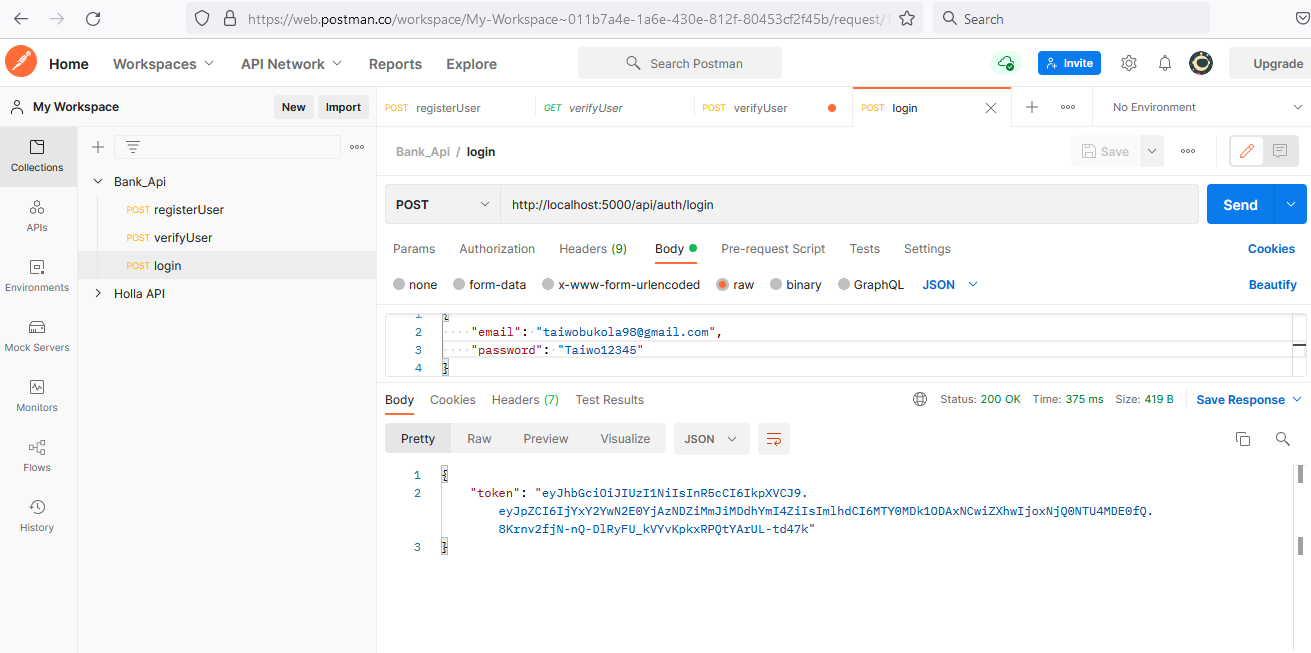 https://web.postman.co/workspace/My-Workspace~011b7a4e-1a6e-430e-812f-80453cf2f45b/request/1
Search
Home
Workspaces
API Network
Reports
Explore
Search Postman
Invite
Upgrade
My Workspace
New
Import
POST registerUser
GET verifyUser
POST verifyUser
POST login
No Environment
Collections
APIs
Environments
Mock Servers
Monitors
Flows
History
Bank_Api
POST registerUser
POST verifyUser
POST login
Holla API
Bank_Api / login
Save
POST
http://localhost:5000/api/auth/login
Send
Params
Authorization
Headers (9)
Body
Pre-request Script
Tests
Settings
Cookies
none
form-data
x-www-form-urlencoded
raw
binary
GraphQL
JSON
Beautify
1 {
2 "email": "taiwobukola98@gmail.com",
3 "password": "Taiwo12345"
4 }
Body
Cookies
Headers (7)
Test Results
Status: 200 OK
Time: 375 ms
Size: 419 B
Save Response
Pretty
Raw
Preview
Visualize
JSON
1 {
2 "token": "eyJhbGciOiJIUzI1NiIsInR5cCI6IkpXVCJ9.
eyJpZCI6IjYxY2YwN2E0YjAzNDZiMmJiMDdhYmI4ZiIsImlhdCI6MTY0MDk1ODAxNCwiZXhwIjoxNjQ0NTU4MDE0fQ.
8Krnv2fjN-nQ-DlRyFU_kVYvKpkxRPQtYArUL-td47k"
3 }